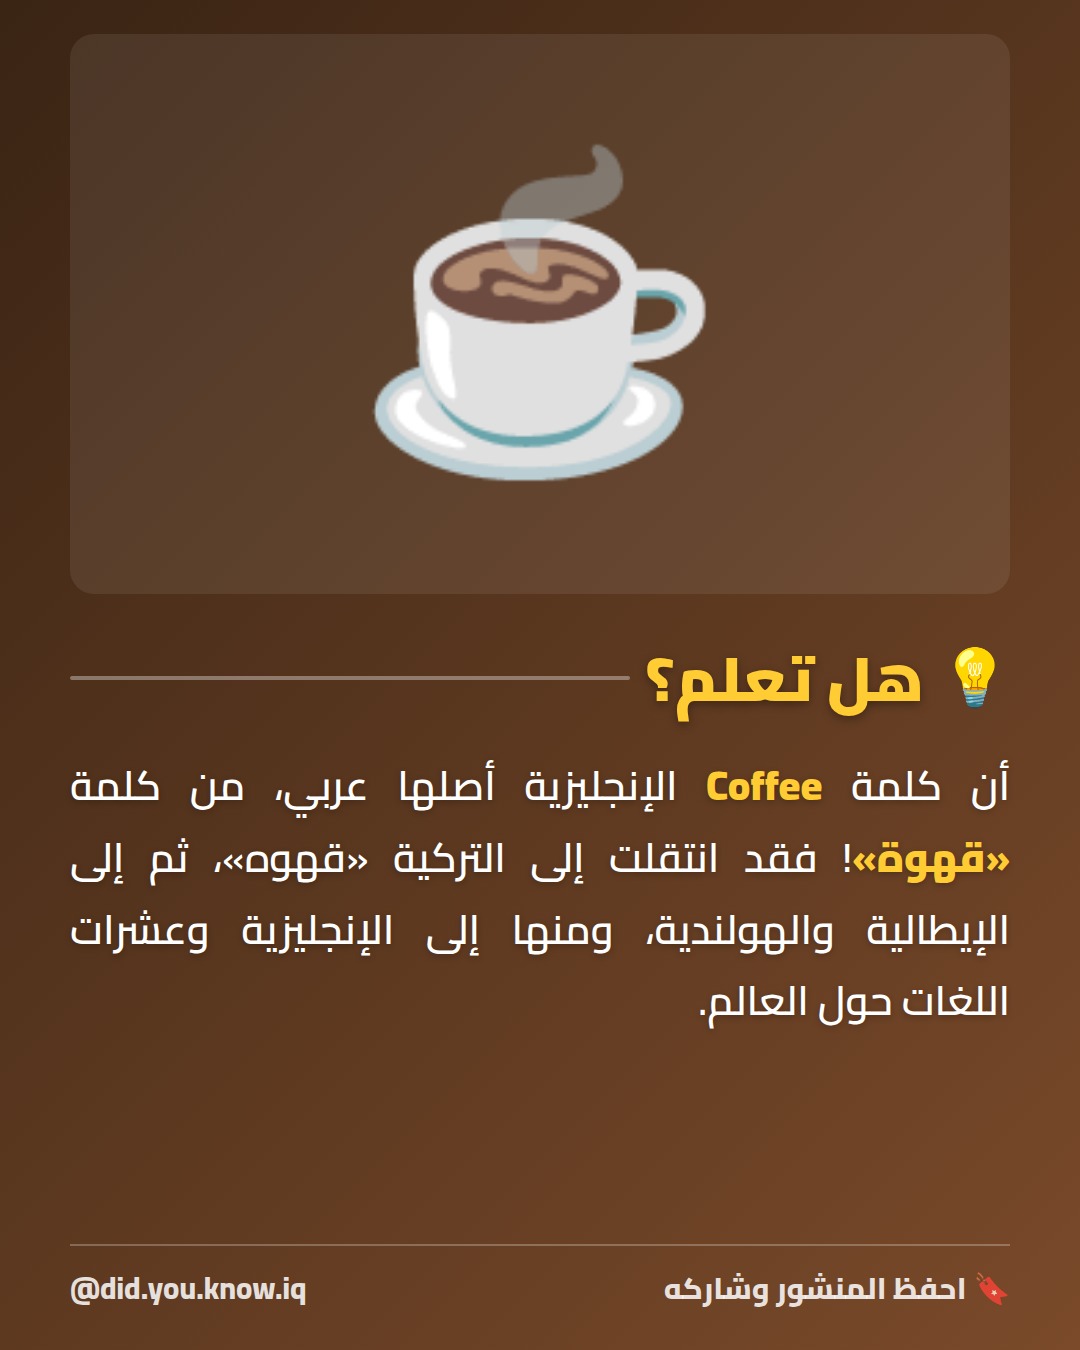 💡 هل تعلم؟
أن كلمة Coffee الإنجليزية أصلها عربي، من كلمة
«قهوة»! فقد انتقلت إلى التركية «قهوه»، ثم إلى
الإيطالية والهولندية، ومنها إلى الإنجليزية وعشرات
اللغات حول العالم.
🔖 احفظ المنشور وشاركه
@did.you.know.iq